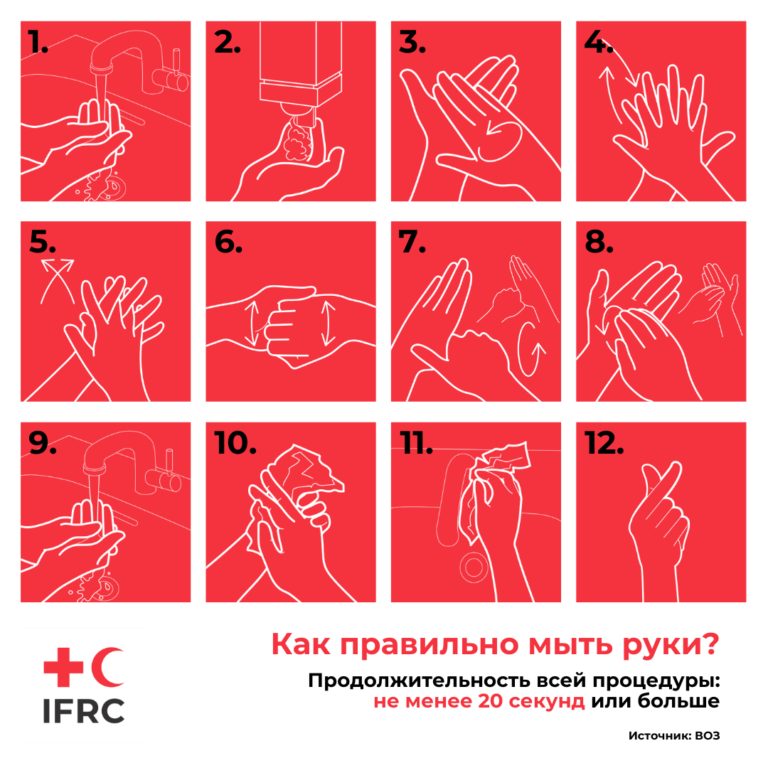 1.
2.
3.
4.
5.
6.
7.
8.
9.
10.
11.
12.
IFRC
Как правильно мыть руки?
Продолжительность всей процедуры:
не менее 20 секунд или больше
Источник: ВОЗ